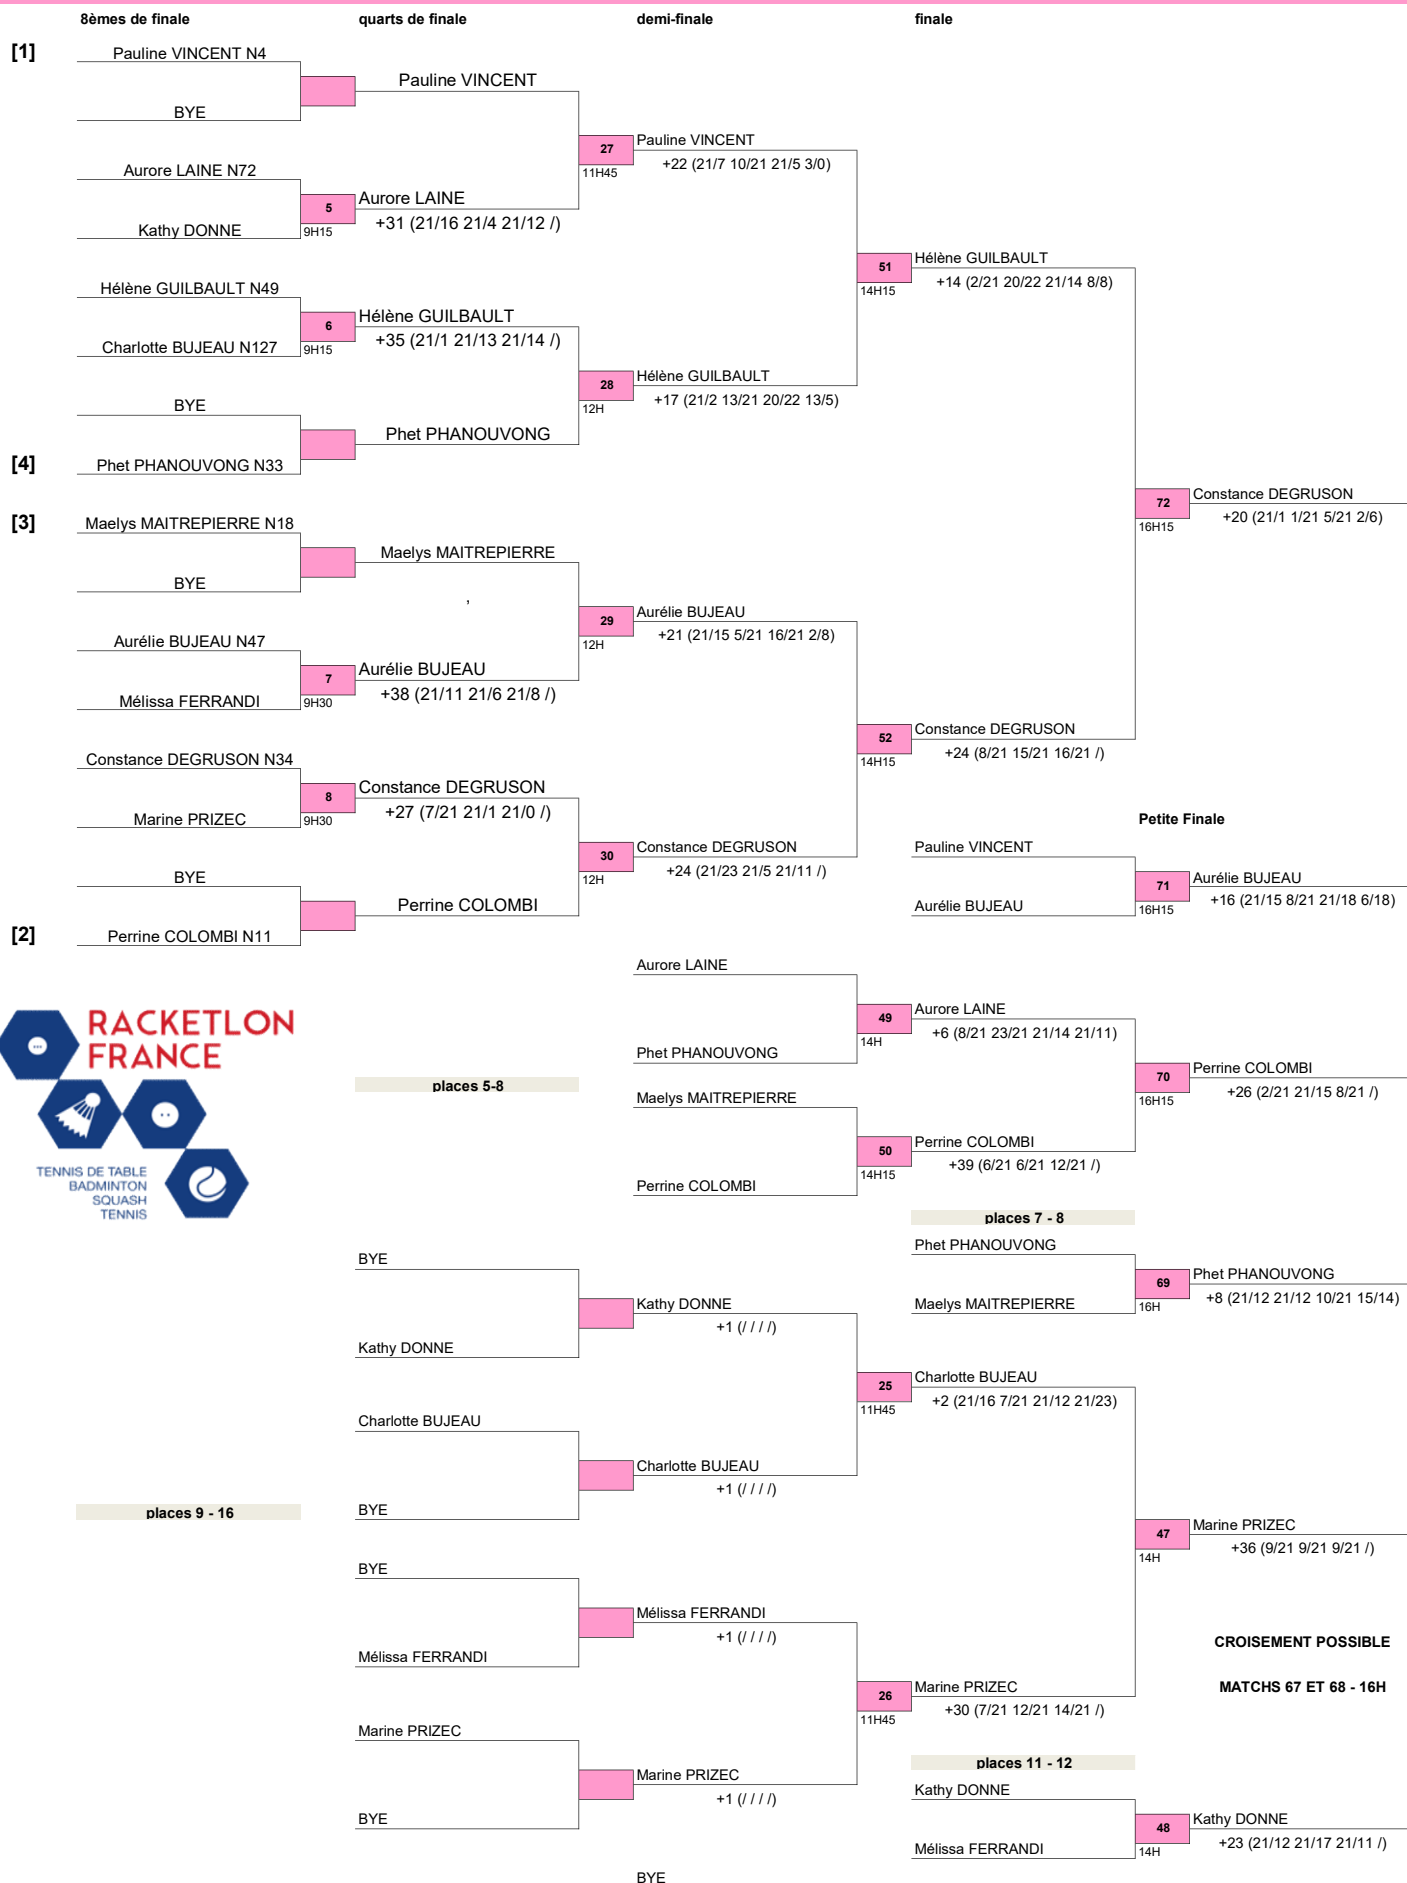 8èmes de finale quarts de finale demi-finale finale
[1] Pauline VINCENT N4
Pauline VINCENT
BYE
27 Pauline VINCENT
11H45 +22 (21/7 10/21 21/5 3/0)
Aurore LAINE N72
5 Aurore LAINE
9H15 +31 (21/16 21/4 21/12 /)
Kathy DONNE
51 Hélène GUILBAULT
14H15 +14 (2/21 20/22 21/14 8/8)
Hélène GUILBAULT N49
6 Hélène GUILBAULT
9H15 +35 (21/1 21/13 21/14 /)
Charlotte BUJEAU N127
28 Hélène GUILBAULT
12H +17 (21/2 13/21 20/22 13/5)
BYE
Phet PHANOUVONG
[4] Phet PHANOUVONG N33
72 Constance DEGRUSON
16H15 +20 (21/1 1/21 5/21 2/6)
[3] Maelys MAITREPIERRE N18
Maelys MAITREPIERRE
BYE
,
29 Aurélie BUJEAU
12H +21 (21/15 5/21 16/21 2/8)
Aurélie BUJEAU N47
7 Aurélie BUJEAU
9H30 +38 (21/11 21/6 21/8 /)
Mélissa FERRANDI
52 Constance DEGRUSON
14H15 +24 (8/21 15/21 16/21 /)
Constance DEGRUSON N34
8 Constance DEGRUSON
9H30 +27 (7/21 21/1 21/0 /)
Marine PRIZEC
30 Constance DEGRUSON
12H +24 (21/23 21/5 21/11 /)
BYE
Perrine COLOMBI
[2] Perrine COLOMBI N11
Petite Finale
Pauline VINCENT
71 Aurélie BUJEAU
16H15 +16 (21/15 8/21 21/18 6/18)
Aurélie BUJEAU
RACKETLON
FRANCE
TENNIS DE TABLE
BADMINTON
SQUASH
TENNIS
places 5-8
Aurore LAINE
49 Aurore LAINE
14H +6 (8/21 23/21 21/14 21/11)
Phet PHANOUVONG
70 Perrine COLOMBI
16H15 +26 (2/21 21/15 8/21 /)
Maelys MAITREPIERRE
50 Perrine COLOMBI
14H15 +39 (6/21 6/21 12/21 /)
Perrine COLOMBI
places 7 - 8
Phet PHANOUVONG
69 Phet PHANOUVONG
16H +8 (21/12 21/12 10/21 15/14)
Maelys MAITREPIERRE
places 9 - 16
BYE
Kathy DONNE
+1 (/ / / /)
Kathy DONNE
25 Charlotte BUJEAU
11H45 +2 (21/16 7/21 21/12 21/23)
Charlotte BUJEAU
Charlotte BUJEAU
+1 (/ / / /)
BYE
47 Marine PRIZEC
14H +36 (9/21 9/21 9/21 /)
BYE
Mélissa FERRANDI
+1 (/ / / /)
Mélissa FERRANDI
26 Marine PRIZEC
11H45 +30 (7/21 12/21 14/21 /)
Marine PRIZEC
Marine PRIZEC
+1 (/ / / /)
BYE
CROISEMENT POSSIBLE
MATCHS 67 ET 68 - 16H
places 11 - 12
Kathy DONNE
48 Kathy DONNE
14H +23 (21/12 21/17 21/11 /)
Mélissa FERRANDI
BYE